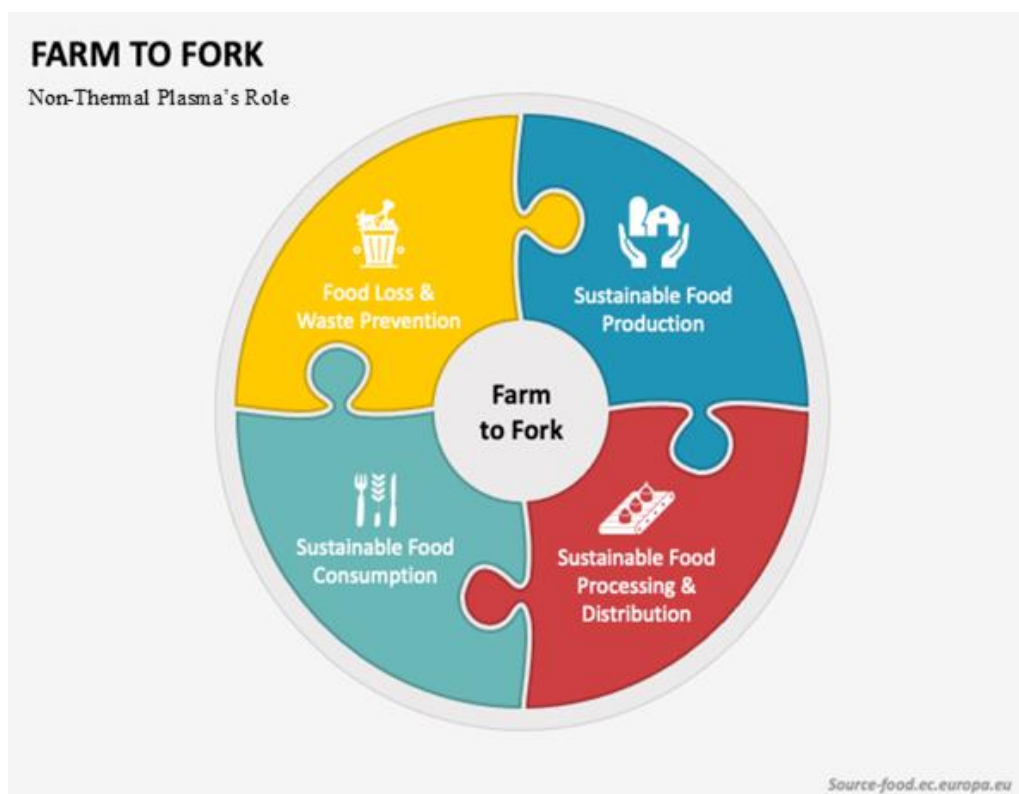 FARM TO FORK
Non-Thermal Plasma's Role
Food Loss &
Waste Prevention
Sustainable Food
Production
Farm
to Fork
Sustainable Food
Consumption
Sustainable Food
Processing &
Distribution
Source-food.ec.europa.eu